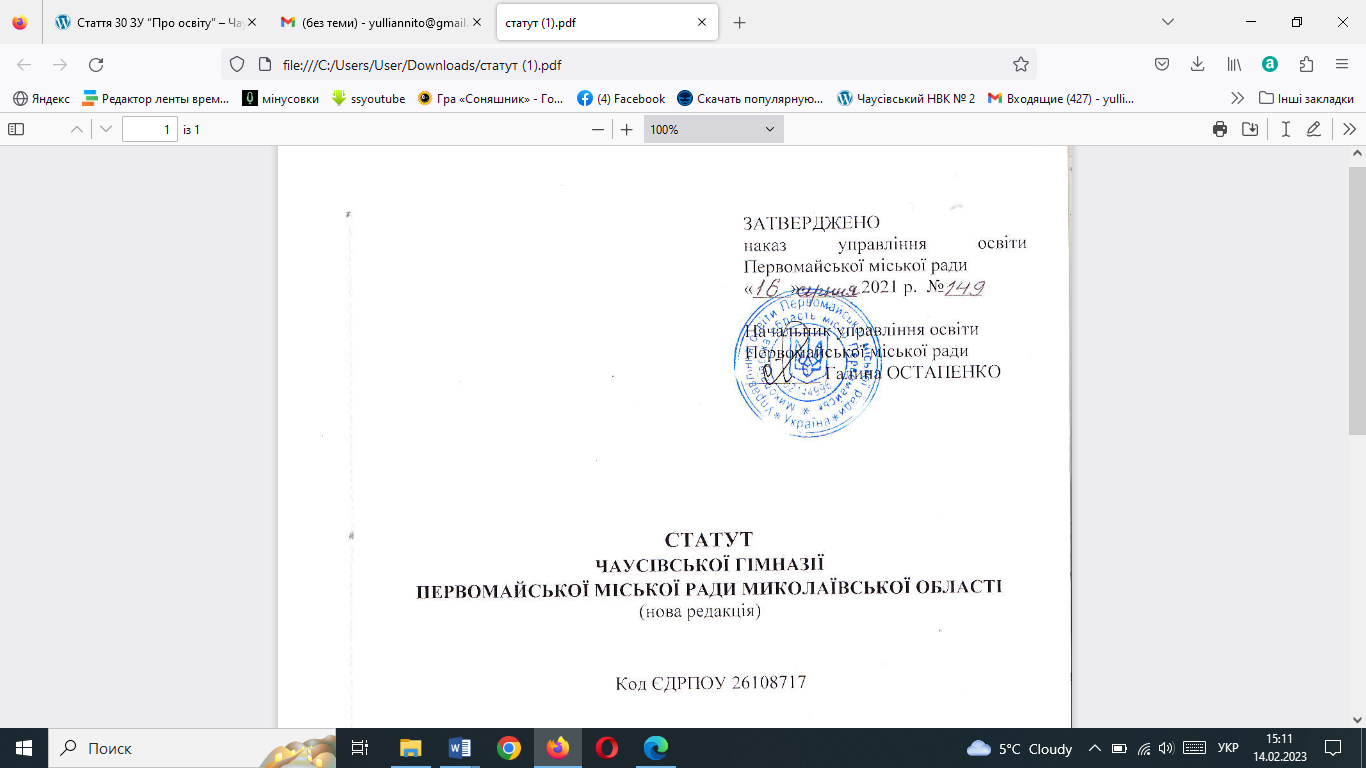 Стаття 30 ЗУ "Про освіту" – Чау
(без теми) - yulliannito@gmail.
статут (1).pdf
file:///C:/Users/User/Downloads/статут (1).pdf
Яндекс
Редактор ленты врем...
мінусовки
ssyoutube
Гра «Соняшник» - Го...
(4) Facebook
Скачать популярную...
Чаусівський НВК № 2
Входящие (427) - yulli...
Інші закладки
1 із 1
100%
ЗАТВЕРДЖЕНО
наказ управління освіти
Первомайської міської ради
«16» серпня 2021 р. №149
Начальник управління освіти
Первомайської міської ради
Галина ОСТАПЕНКО
СТАТУТ
ЧАУСІВСЬКОЇ ГІМНАЗІЇ
ПЕРВОМАЙСЬКОЇ МІСЬКОЇ РАДИ МИКОЛАЇВСЬКОЇ ОБЛАСТІ
(нова редакція)
Код ЄДРПОУ 26108717
Поиск
5°C Cloudy
УКР
15:11
14.02.2023